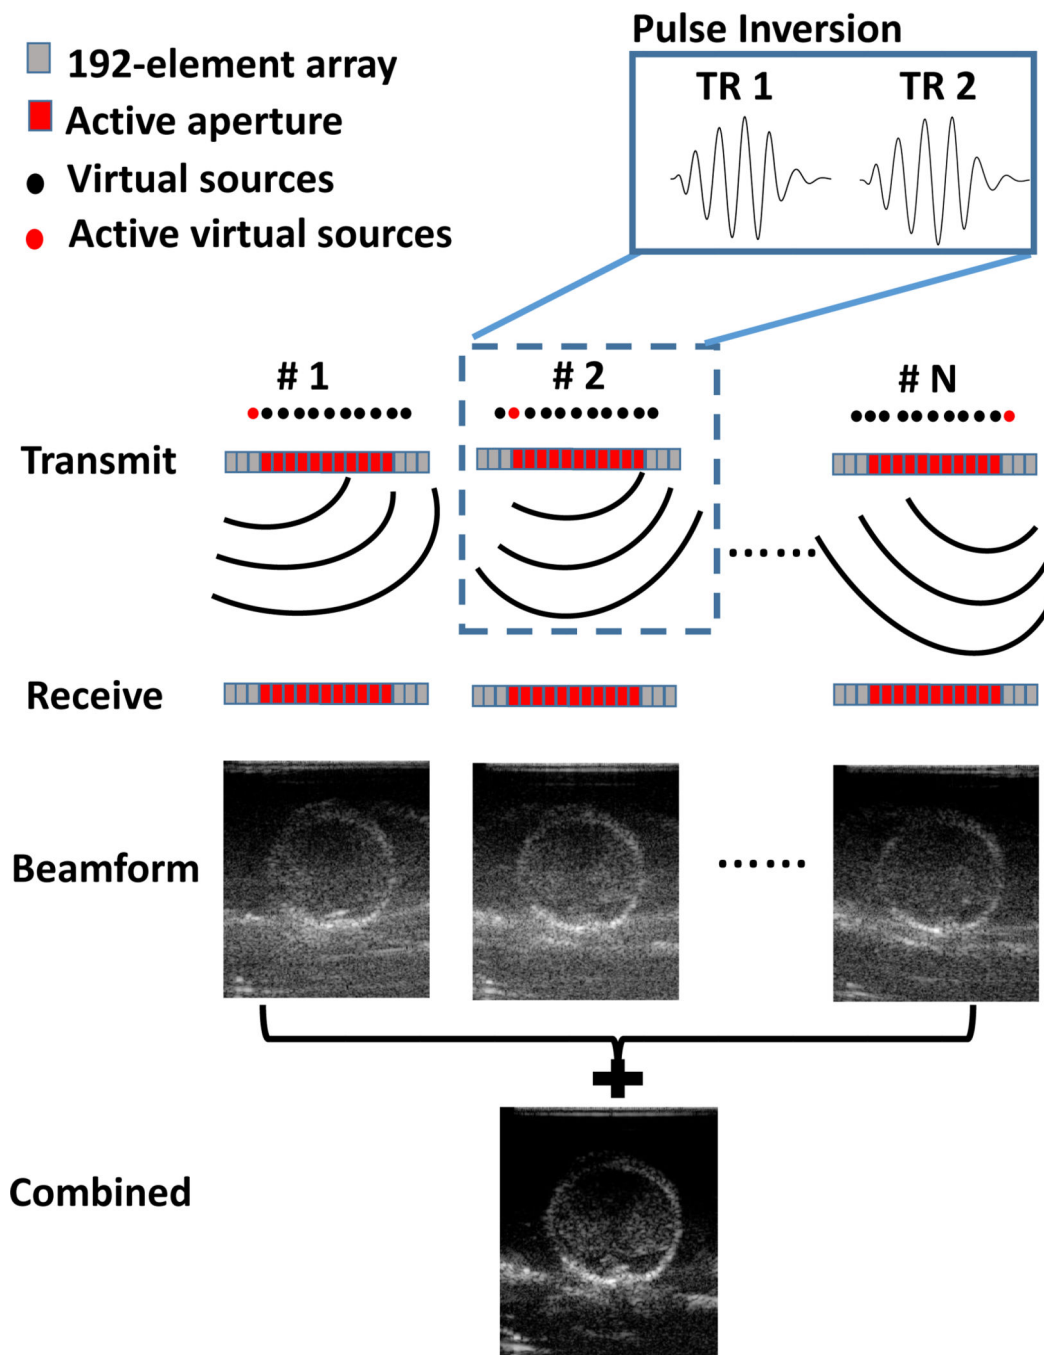 Pulse Inversion
192-element array
Active aperture
Virtual sources
Active virtual sources
TR 1 TR 2
# 1 # 2 # N
Transmit
Receive
Beamform
Combined